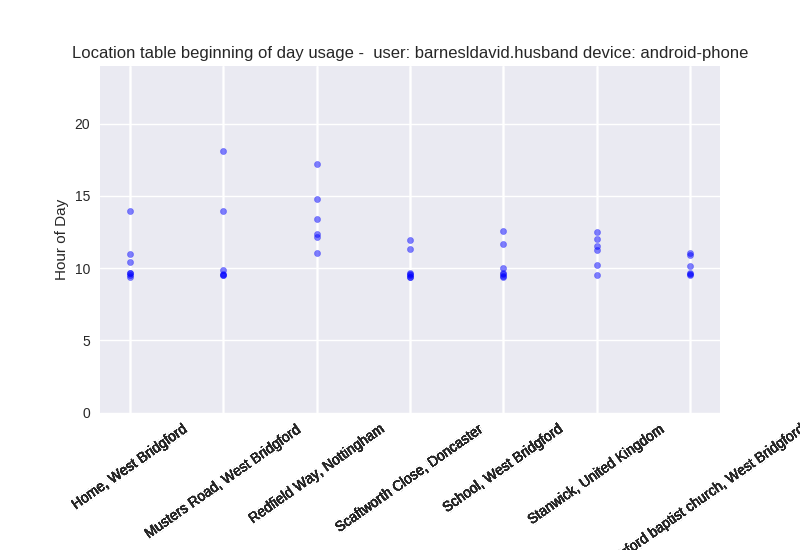 Location table beginning of day usage -  user: barnesldavid.husband device: android-phone
20
15
10
5
0
Hour of Day
Home, West Bridgford
Musters Road, West Bridgford
Redfield Way, Nottingham
Scaftworth Close, Doncaster
School, West Bridgford
Stanwick, United Kingdom
baptist church, West Bridgford